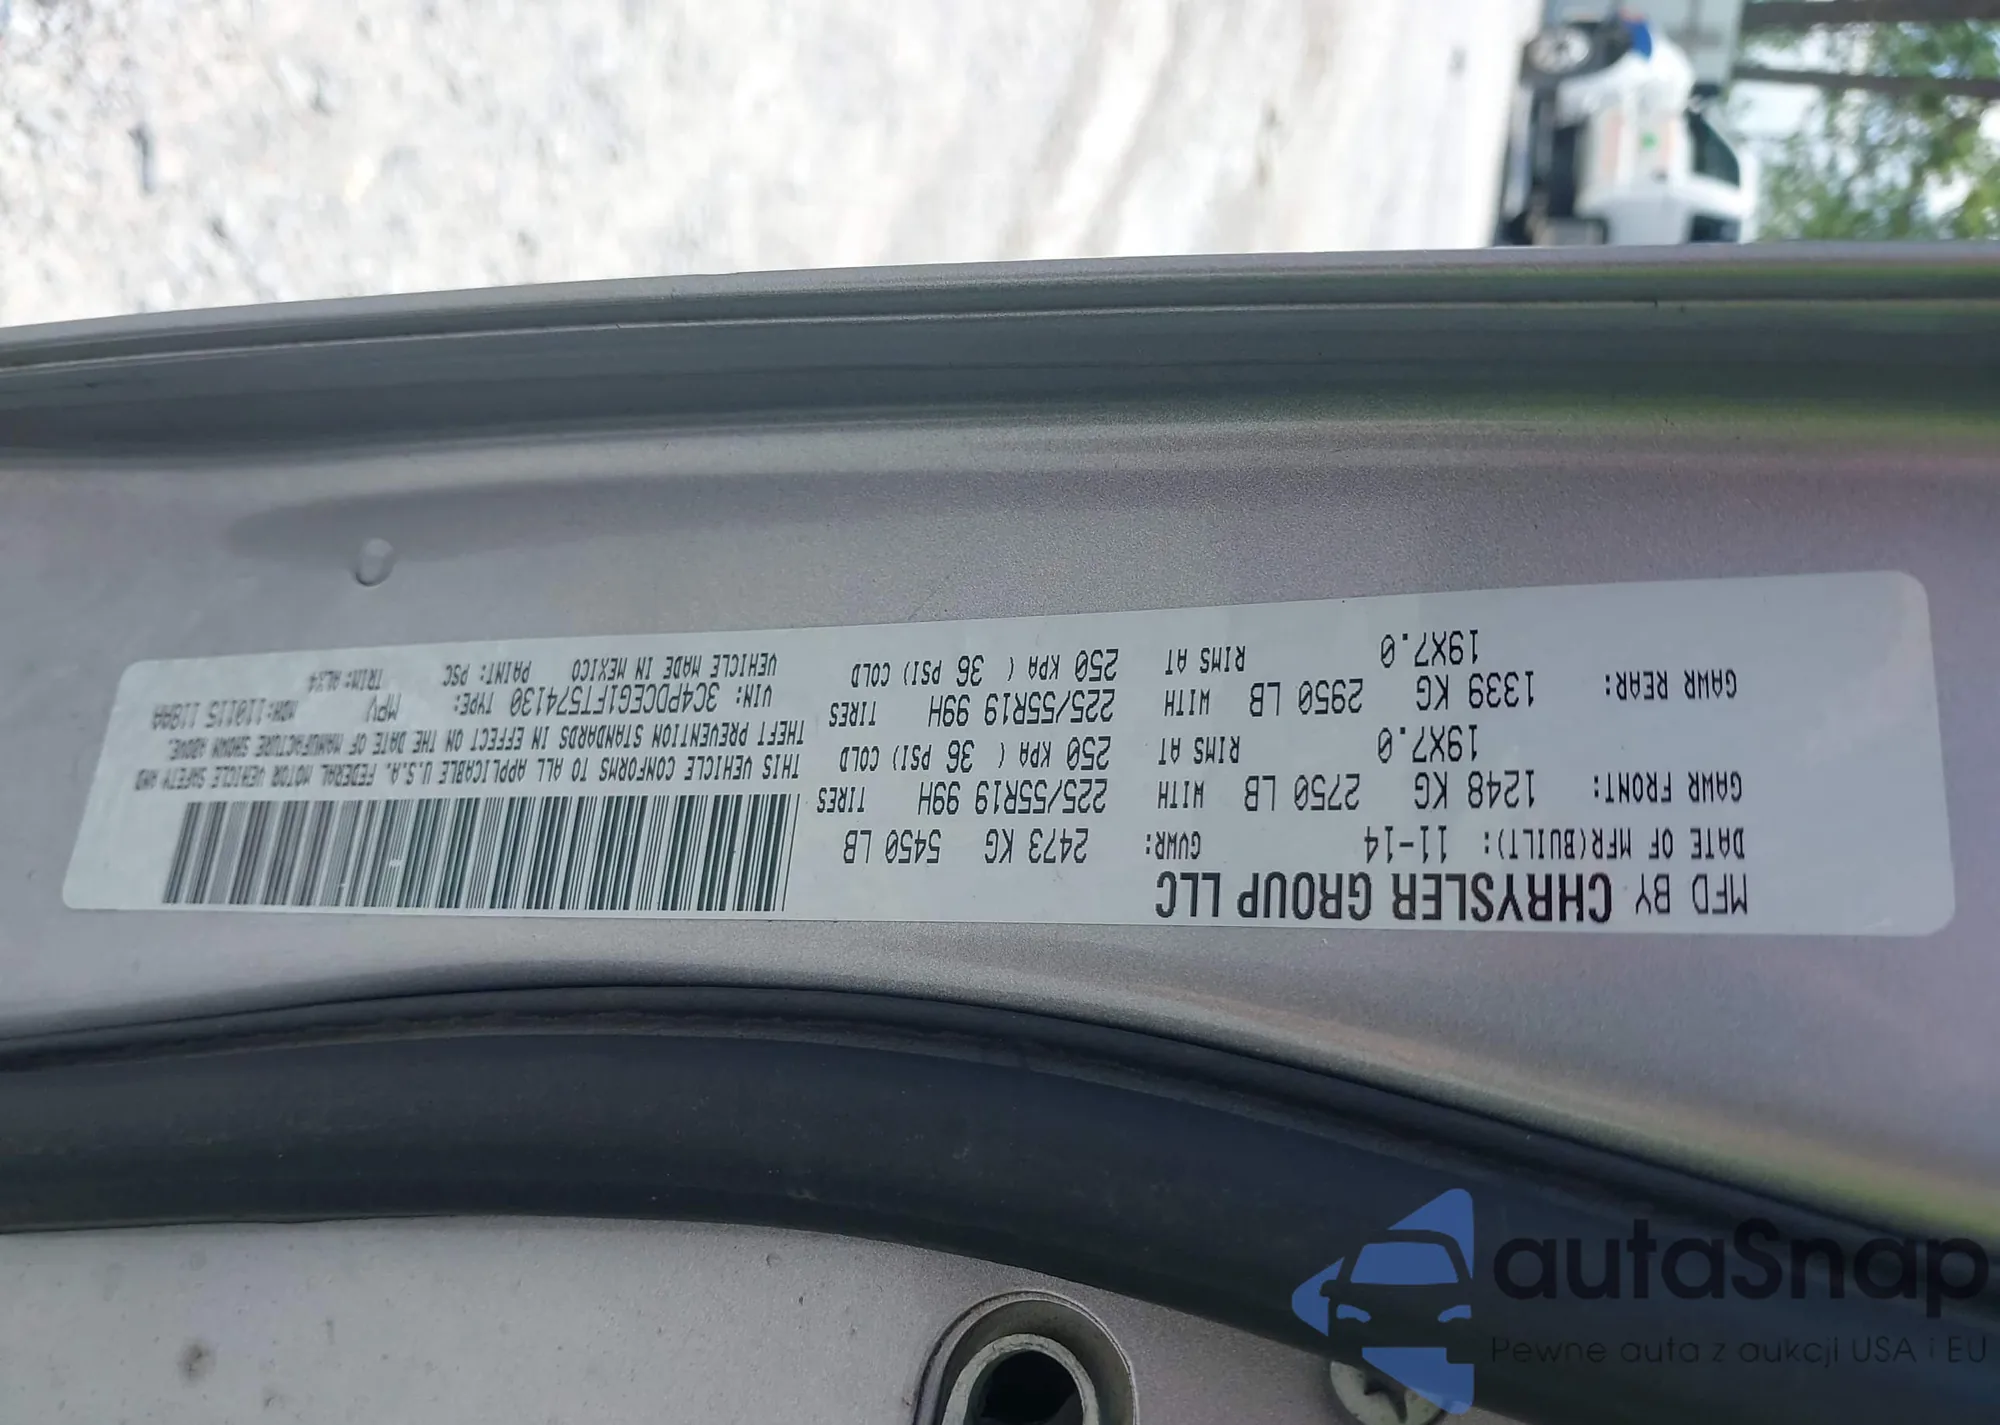 MFD BY CHRYSLER GROUP LLC
DATE OF MFR(BUILT): 11-14 GVWR: 2473 KG 5450 LB
GAWR FRONT: 1248 KG 2750 LB WITH 225/55R19 99H TIRES
19X7.0 RIMS AT 250 KPA ( 36 PSI) COLD
GAWR REAR: 1339 KG 2950 LB WITH 225/55R19 99H TIRES
19X7.0 RIMS AT 250 KPA ( 36 PSI) COLD
THIS VEHICLE CONFORMS TO ALL APPLICABLE U.S.A. FEDERAL MOTOR VEHICLE SAFETY AND
THEFT PREVENTION STANDARDS IN EFFECT ON THE DATE OF MANUFACTURE SHOWN ABOVE.
VIN: 3C4PDCEG1FT574130 TYPE: MPV MDH:110115 118AA
VEHICLE MADE IN MEXICO PAINT: PSC TRIM:
autaSnap
Pewne auta z aukcji USA i EU